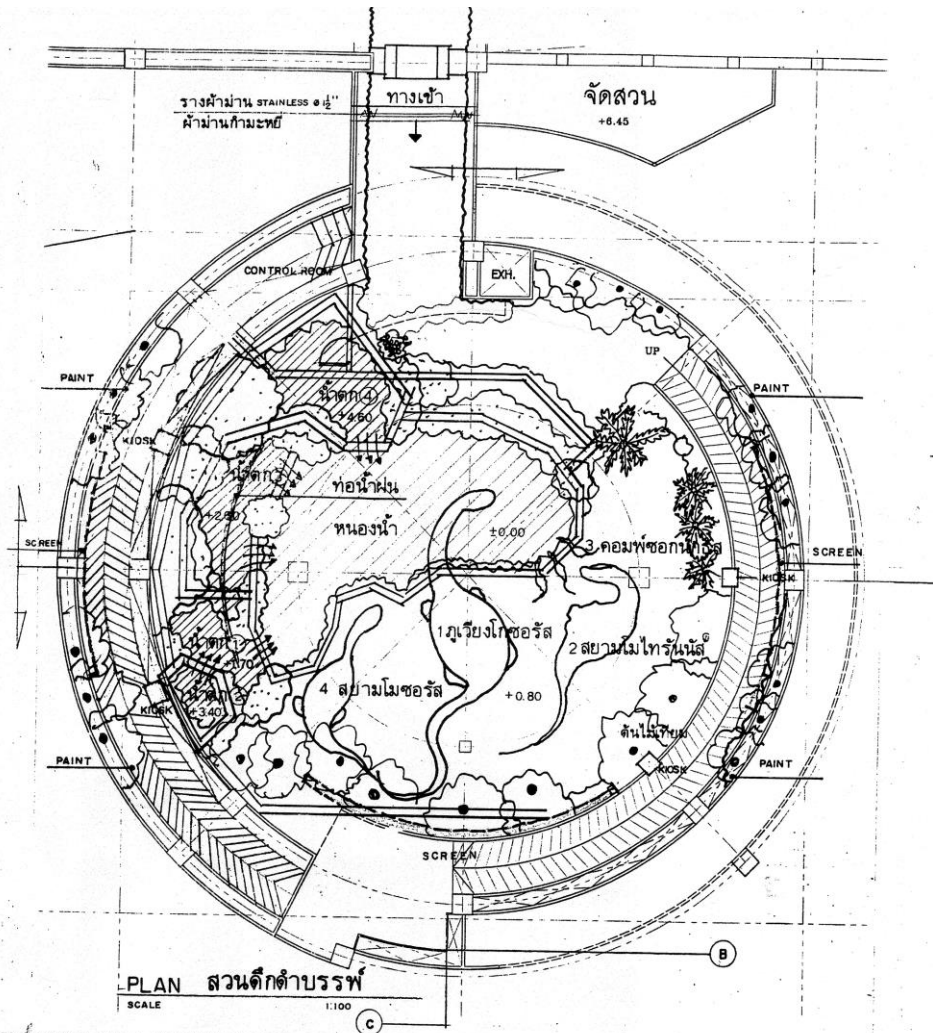 ทางเข้า
จัดสวน
+6.45
รางผ้าม่าน STAINLESS ø 1½"
ผ้าม่านกำมะหยี่
CONTROL ROOM
EXH.
UP
PAINT
PAINT
น้ำตก ④
+4.60
KIOSK
น้ำตก
ท่อน้ำฝน
หนองน้ำ
±0.00
SCREEN
3 คอมพ์ซอกนาธัส
SCREEN
KIOSK
1 ภูเวียงโกซอรัส
2 สยามโมไทรันนัส
น้ำตก 1
+1.70
4 สยามโมซอรัส
+0.80
น้ำตก 2
+3.40
KIOSK
ต้นไม้เทียม
KIOSK
PAINT
PAINT
SCREEN
B
PLAN สวนดึกดำบรรพ์
SCALE 1:100
C